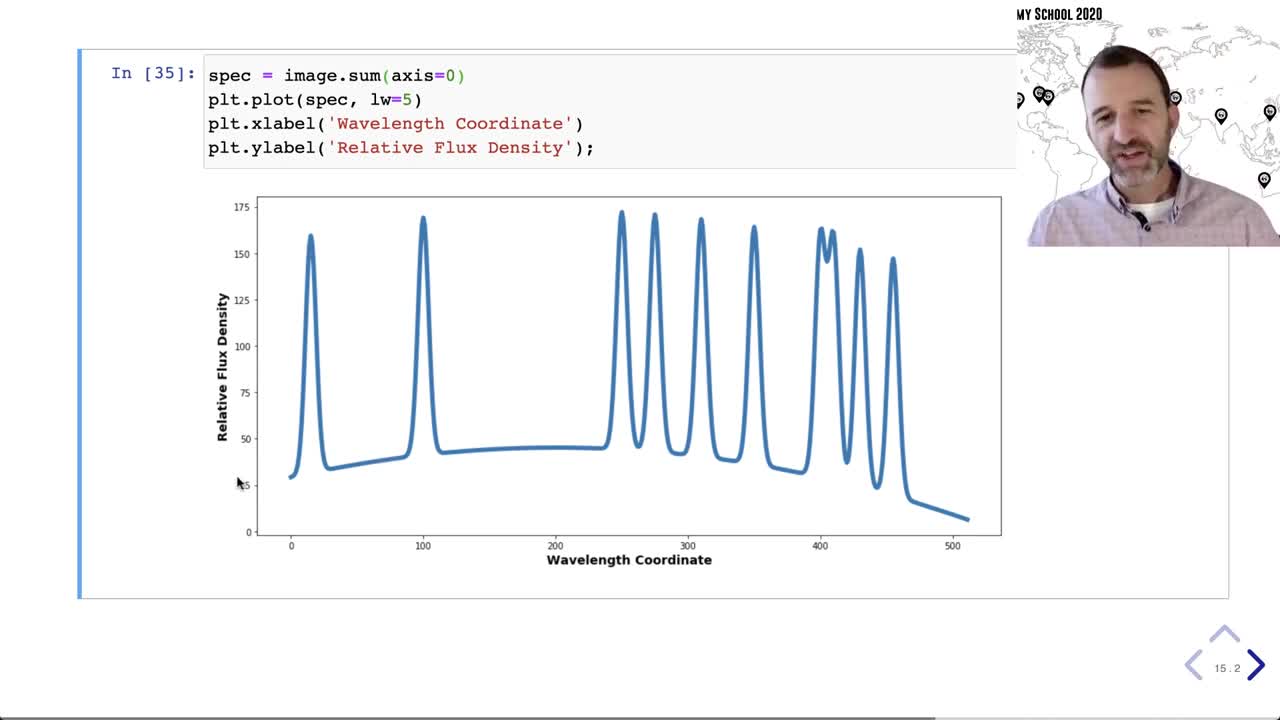 MY SCHOOL 2020
In [35]:
spec = image.sum(axis=0)
plt.plot(spec, lw=5)
plt.xlabel('Wavelength Coordinate')
plt.ylabel('Relative Flux Density');
Relative Flux Density
175
150
125
100
75
50
25
0
0 100 200 300 400 500
Wavelength Coordinate
15.2